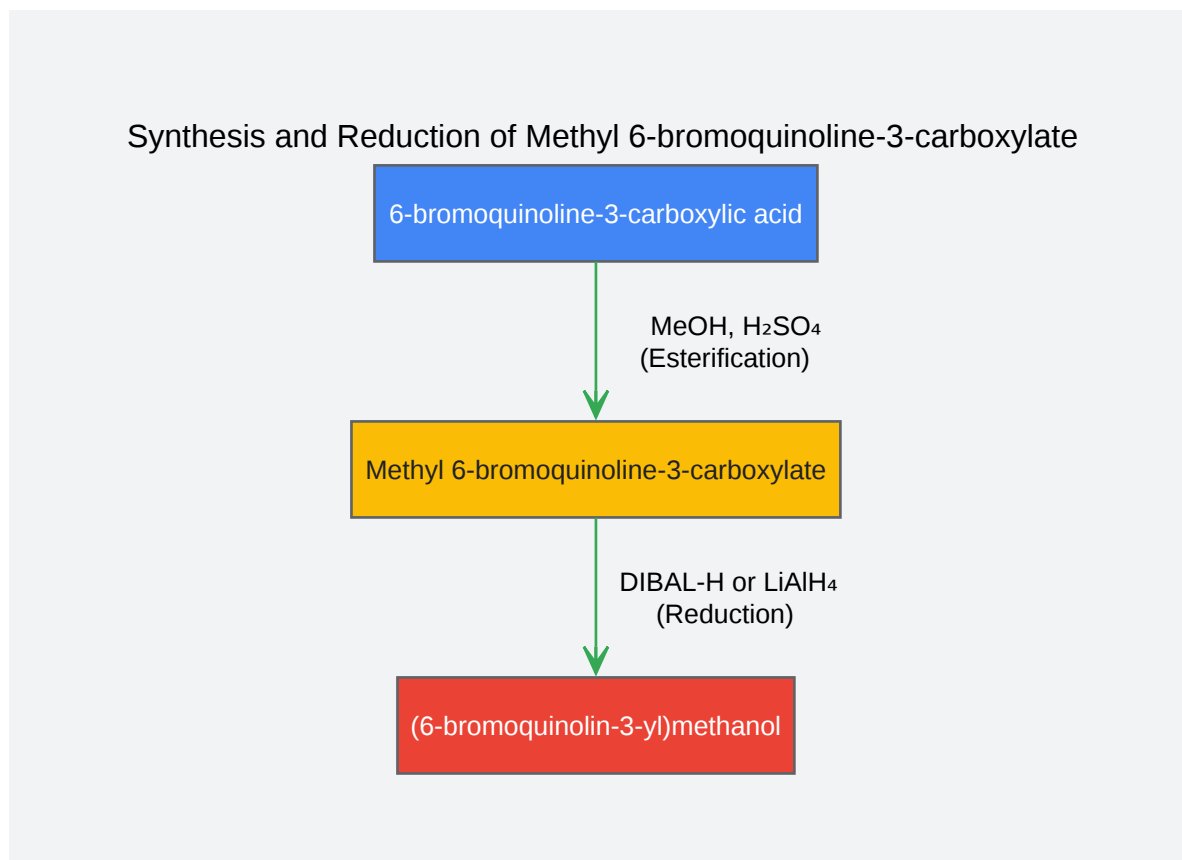 Synthesis and Reduction of Methyl 6-bromoquinoline-3-carboxylate
6-bromoquinoline-3-carboxylic acid
MeOH, H₂SO₄
(Esterification)
Methyl 6-bromoquinoline-3-carboxylate
DIBAL-H or LiAlH₄
(Reduction)
(6-bromoquinolin-3-yl)methanol